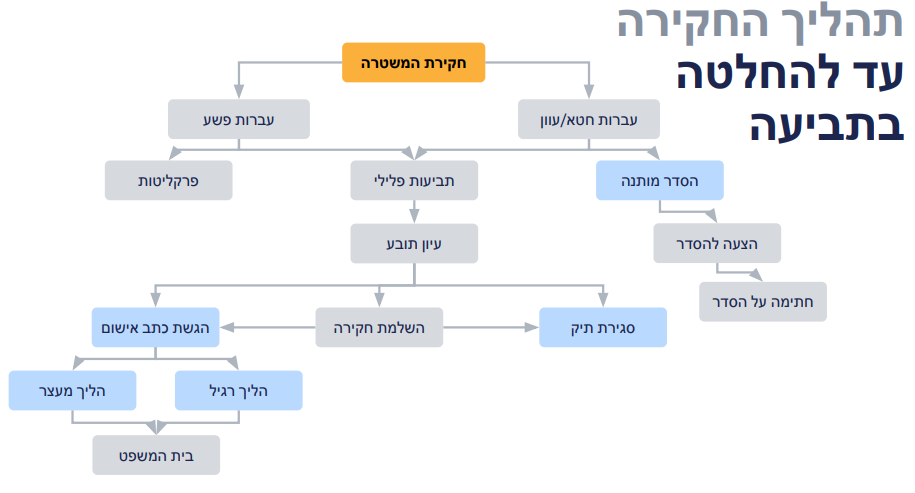 תהליך החקירה
עד להחלטה
בתביעה
חקירת המשטרה
עברות חטא/עוון
עברות פשע
הסדר מותנה
תביעות פלילי
פרקליטות
הצעה להסדר
עיון תובע
חתימה על הסדר
סגירת תיק
השלמת חקירה
הגשת כתב אישום
הליך רגיל
הליך מעצר
בית המשפט